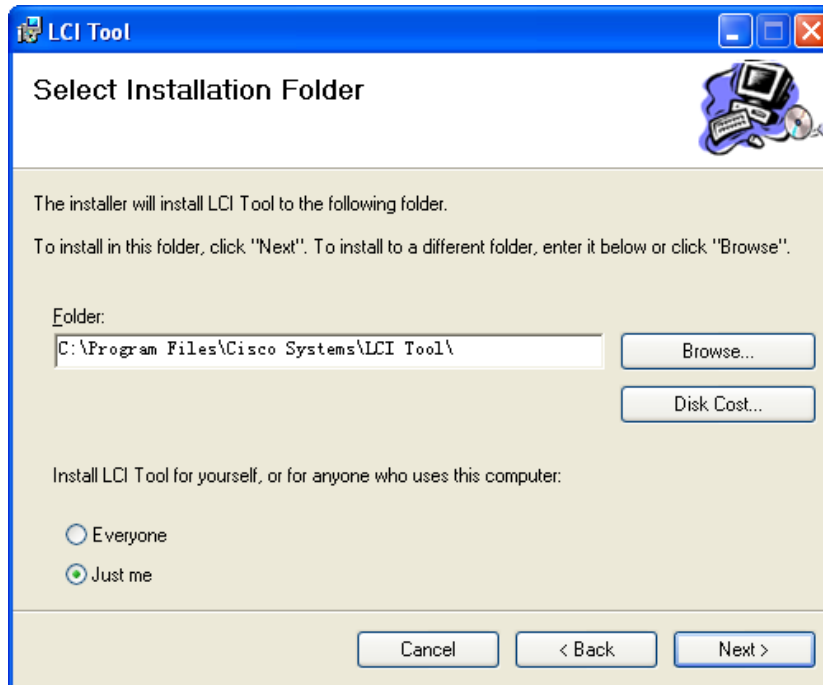 LCI Tool
Select Installation Folder
The installer will install LCI Tool to the following folder.
To install in this folder, click "Next". To install to a different folder, enter it below or click "Browse".
Folder:
C:\Program Files\Cisco Systems\LCI Tool\
Browse...
Disk Cost...
Install LCI Tool for yourself, or for anyone who uses this computer:
Everyone
Just me
Cancel
< Back
Next >